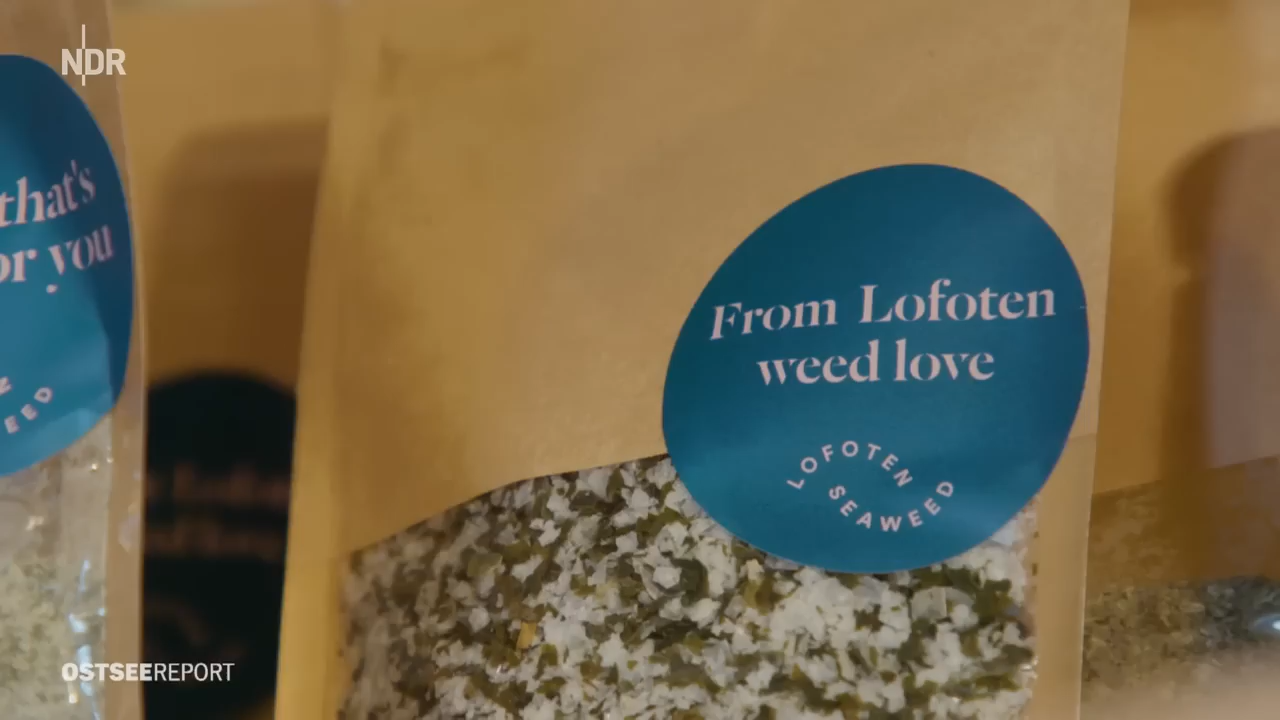 NDR
that's
or you
EED
From Lofoten
weed love
LOFOTEN
SEAWEED
OSTSEEREPORT